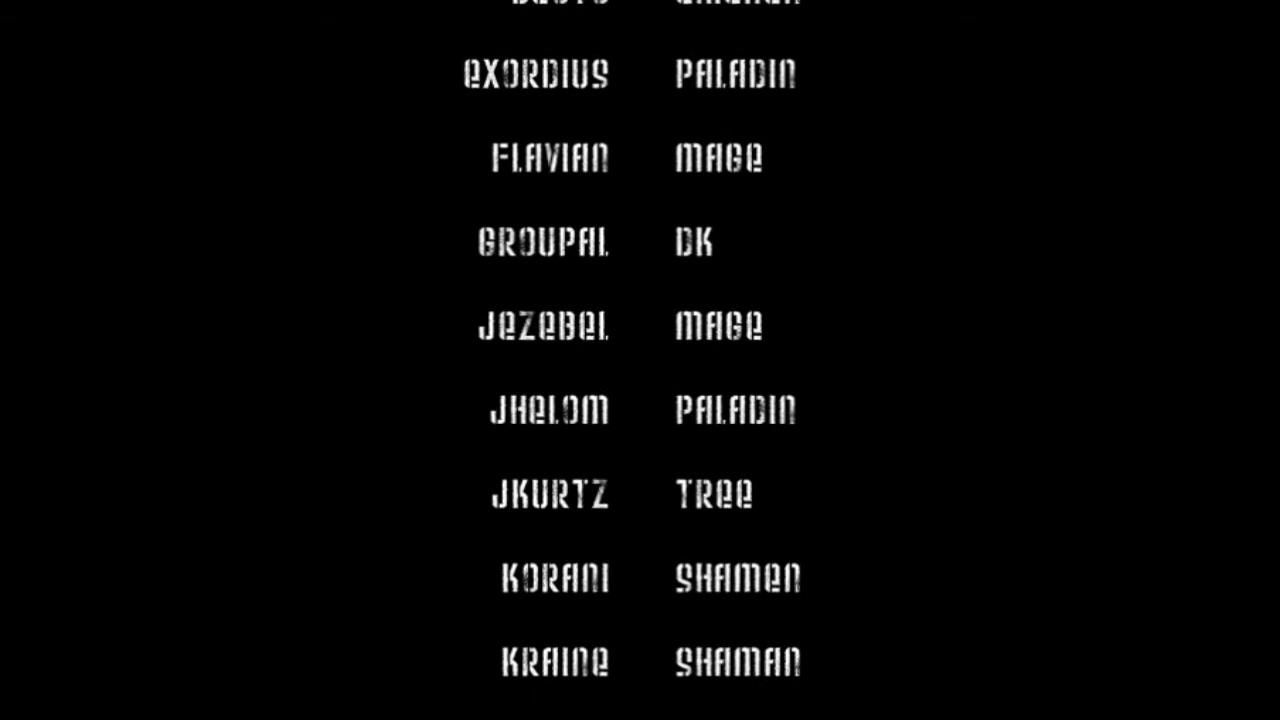 EXORDIUS PALADIN
FLAVIAN MAGE
GROUPAL DK
JEZEBEL MAGE
JHELOM PALADIN
JKURTZ TREE
KORANI SHAMEN
KRAINE SHAMAN